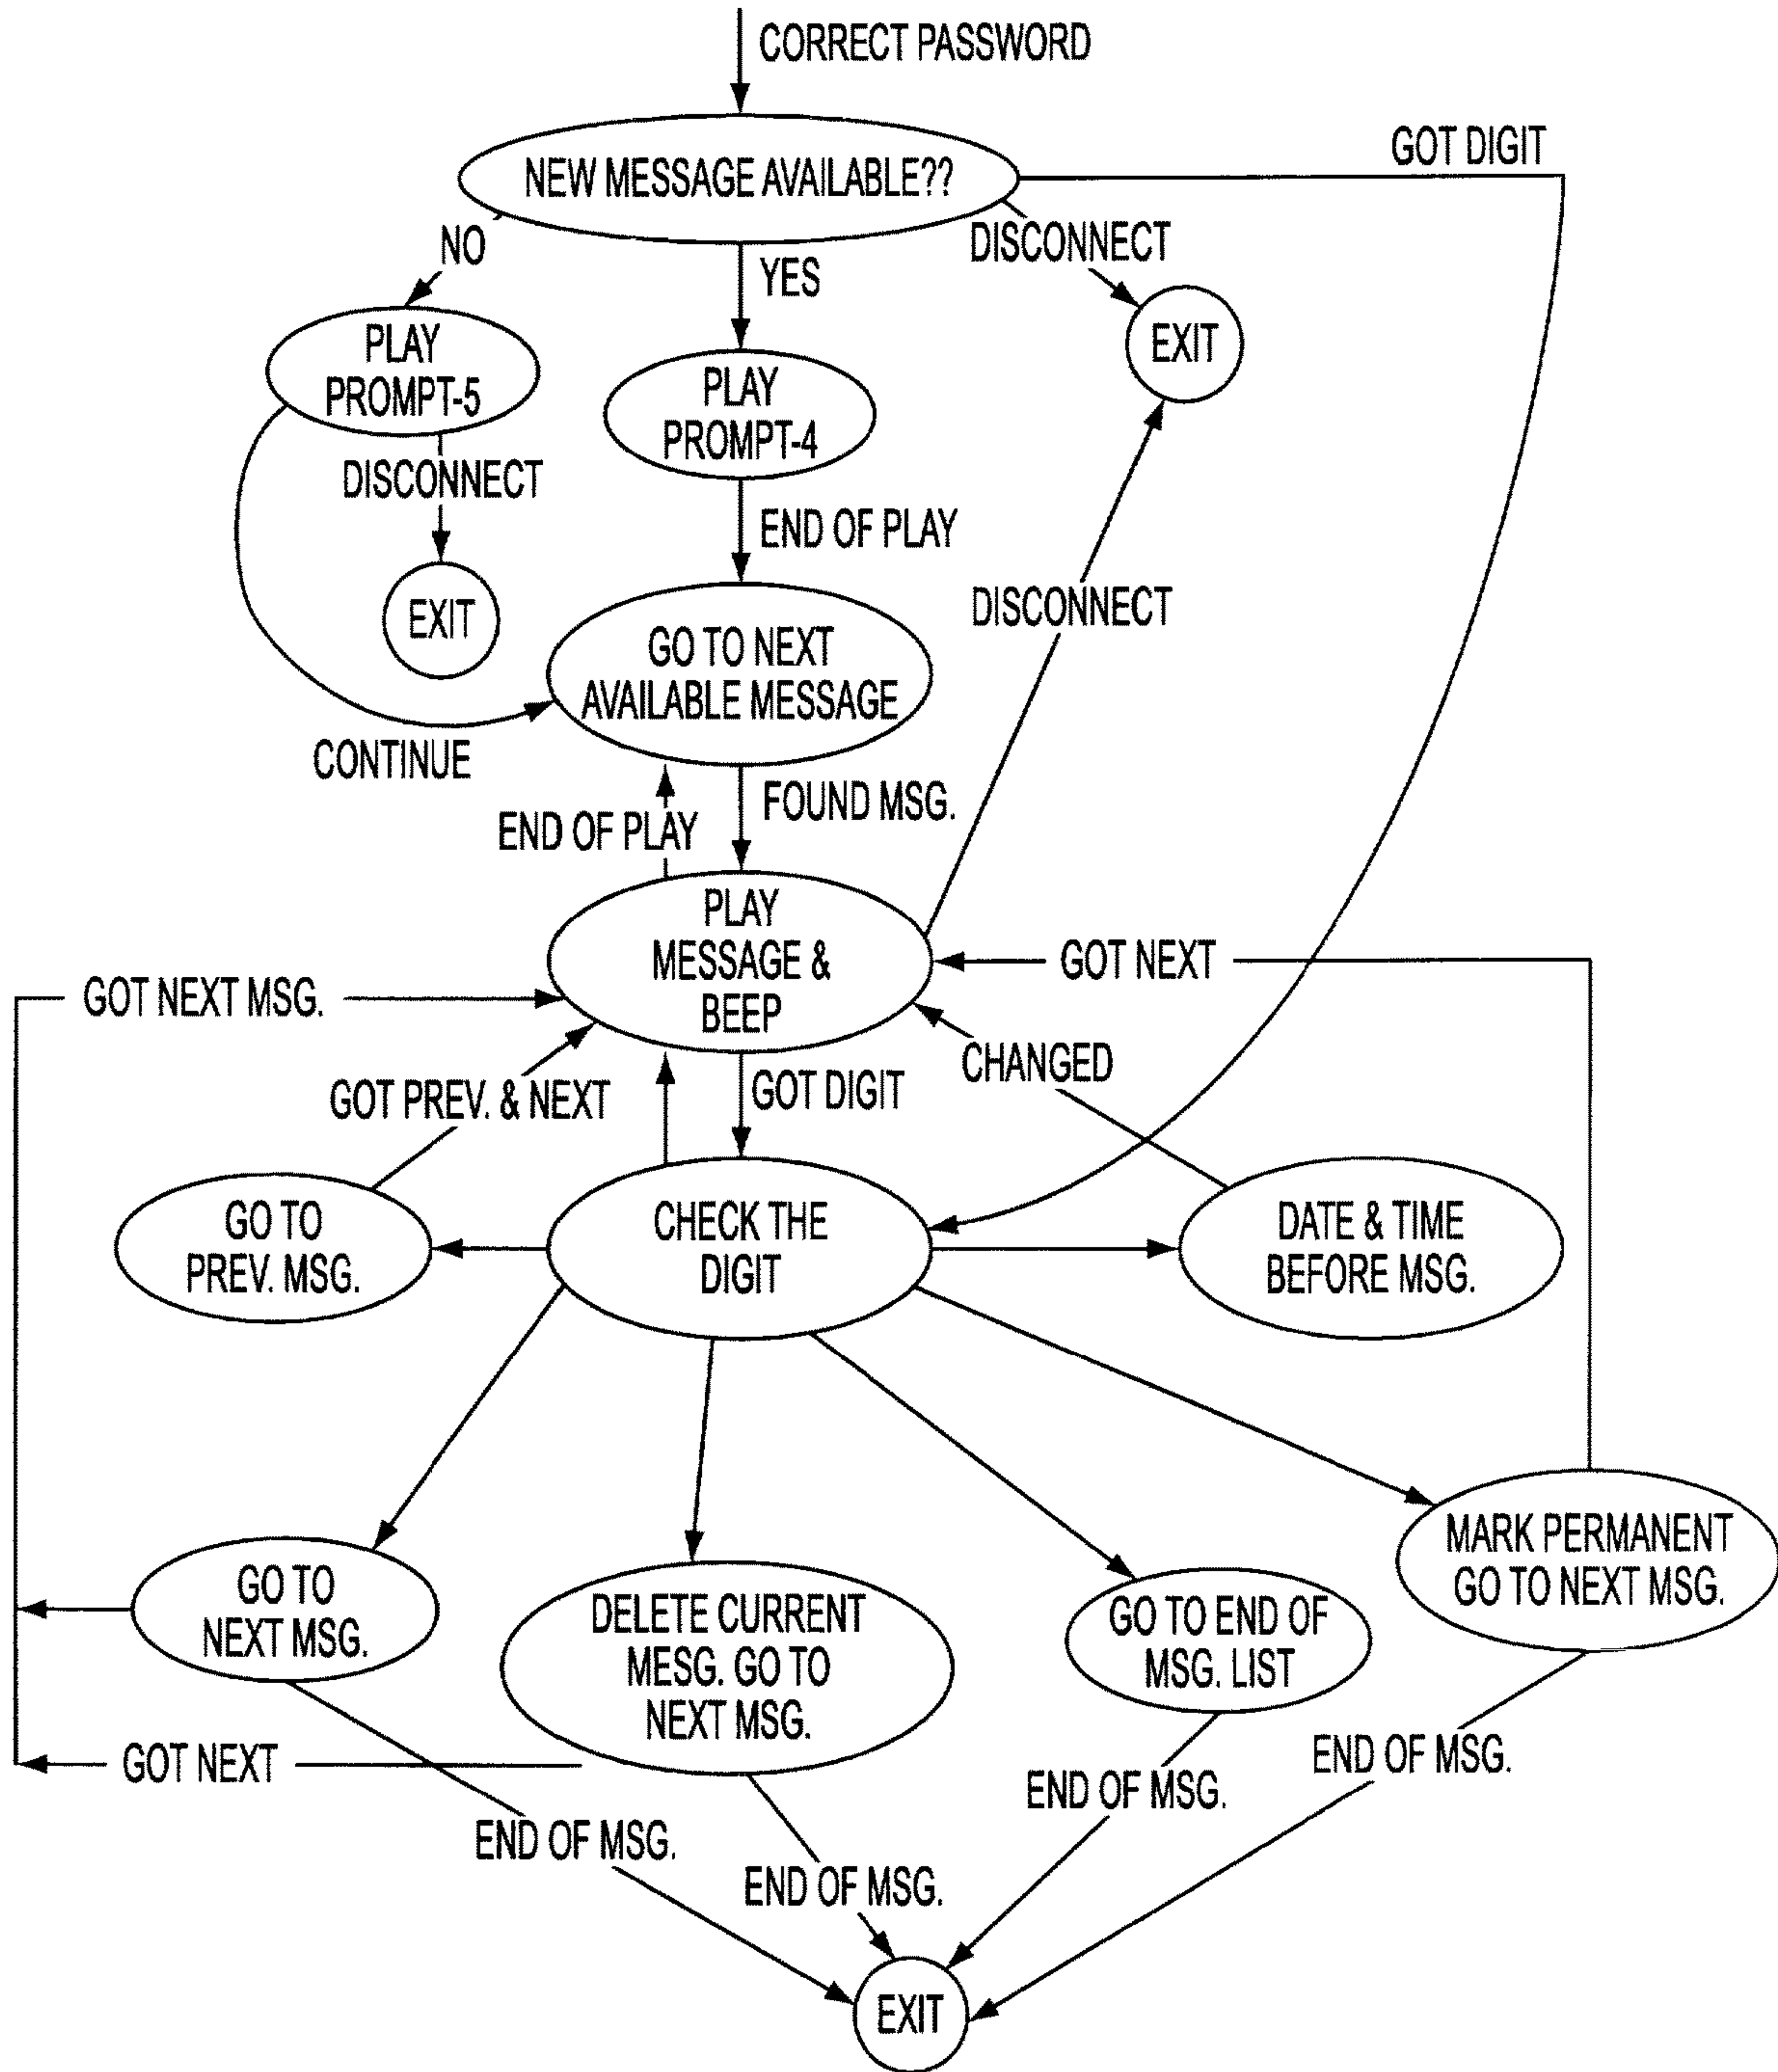 CORRECT PASSWORD
GOT DIGIT
NEW MESSAGE AVAILABLE??
NO
YES
DISCONNECT
PLAY
PROMPT-5
EXIT
PLAY
PROMPT-4
DISCONNECT
END OF PLAY
EXIT
DISCONNECT
GO TO NEXT
AVAILABLE MESSAGE
CONTINUE
END OF PLAY
FOUND MSG.
PLAY
MESSAGE &
BEEP
GOT NEXT
GOT NEXT MSG.
CHANGED
GOT PREV. & NEXT
GOT DIGIT
GO TO
PREV. MSG.
CHECK THE
DIGIT
DATE & TIME
BEFORE MSG.
MARK PERMANENT
GO TO NEXT MSG.
GO TO
NEXT MSG.
DELETE CURRENT
MESG. GO TO
NEXT MSG.
GO TO END OF
MSG. LIST
GOT NEXT
END OF MSG.
END OF MSG.
END OF MSG.
END OF MSG.
EXIT